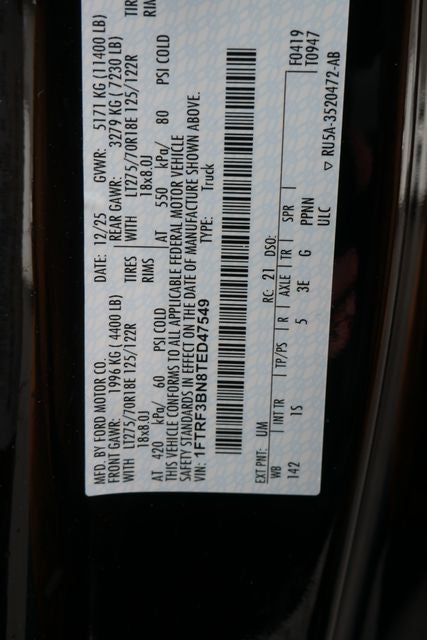 MFD. BY FORD MOTOR CO. DATE: 12/25 GVWR: 5171 KG (11400 LB)
FRONT GAWR: 1996 KG (4400 LB) REAR GAWR: 3279 KG (7230 LB)
WITH LT275/70R18E 125/122R TIRES WITH LT275/70R18E 125/122R TIR
18x8.0J RIMS 18x8.0J RIMS
AT 420 kPa/ 60 PSI COLD AT 550 kPa/ 80 PSI COLD
THIS VEHICLE CONFORMS TO ALL APPLICABLE FEDERAL MOTOR VEHICLE
SAFETY STANDARDS IN EFFECT ON THE DATE OF MANUFACTURE SHOWN ABOVE.
VIN: 1FTRF3BN8TED47549 TYPE: Truck
EXT PNT: UM RC: 21 DSO: F0419
WB INT TR TP/PS R AXLE TR SPR T0947
142 1S 5 3E G PPNN
ULC ▽ RU5A-3520472-AB